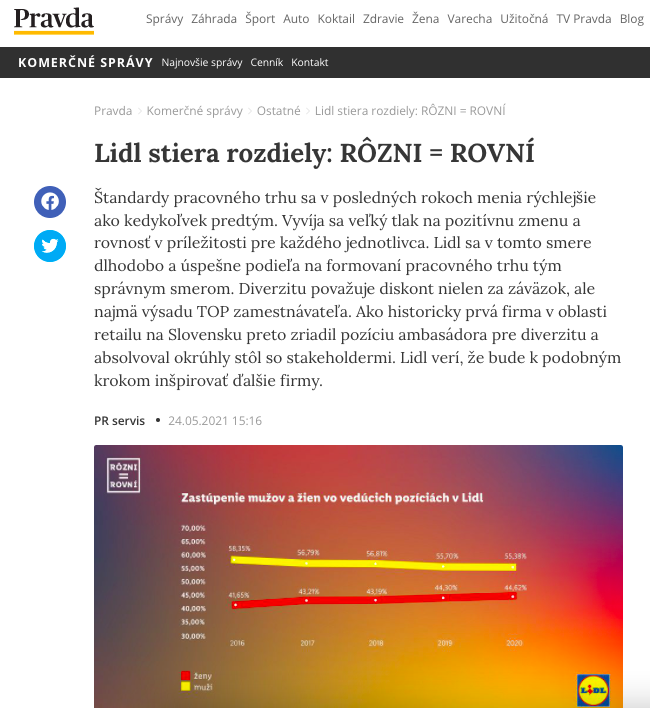 Pravda
Správy Záhrada Šport Auto Koktail Zdravie Žena Varecha Užitočná TV Pravda Blog
KOMERČNÉ SPRÁVY Najnovšie správy Cenník Kontakt
Pravda > Komerčné správy > Ostatné > Lidl stiera rozdiely: RÔZNI = ROVNÍ
Lidl stiera rozdiely: RÔZNI = ROVNÍ
Štandardy pracovného trhu sa v posledných rokoch menia rýchlejšie
ako kedykoľvek predtým. Vyvíja sa veľký tlak na pozitívnu zmenu a
rovnosť v príležitosti pre každého jednotlivca. Lidl sa v tomto smere
dlhodobo a úspešne podieľa na formovaní pracovného trhu tým
správnym smerom. Diverzitu považuje diskont nielen za záväzok, ale
najmä výsadu TOP zamestnávateľa. Ako historicky prvá firma v oblasti
retailu na Slovensku preto zriadil pozíciu ambasádora pre diverzitu a
absolvoval okrúhly stôl so stakeholdermi. Lidl verí, že bude k podobným
krokom inšpirovať ďalšie firmy.
PR servis • 24.05.2021 15:16
RÔZNI
=
ROVNÍ
Zastúpenie mužov a žien vo vedúcich pozíciách v Lidl
70,00%
65,00%
60,00%
55,00%
50,00%
45,00%
40,00%
35,00%
30,00%
58,35% 56,79% 56,81% 55,70% 55,38%
41,65% 43,21% 43,19% 44,30% 44,62%
2016 2017 2018 2019 2020
ženy
muží
LIDL